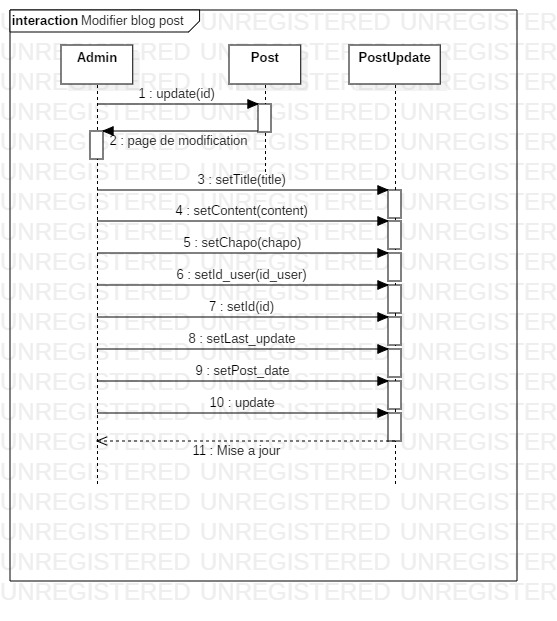 interaction Modifier blog post
Admin
Post
PostUpdate
1 : update(id)
2 : page de modification
3 : setTitle(title)
4 : setContent(content)
5 : setChapo(chapo)
6 : setId_user(id_user)
7 : setId(id)
8 : setLast_update
9 : setPost_date
10 : update
11 : Mise a jour
UNREGISTERED UNREGISTERED UNREGISTERED